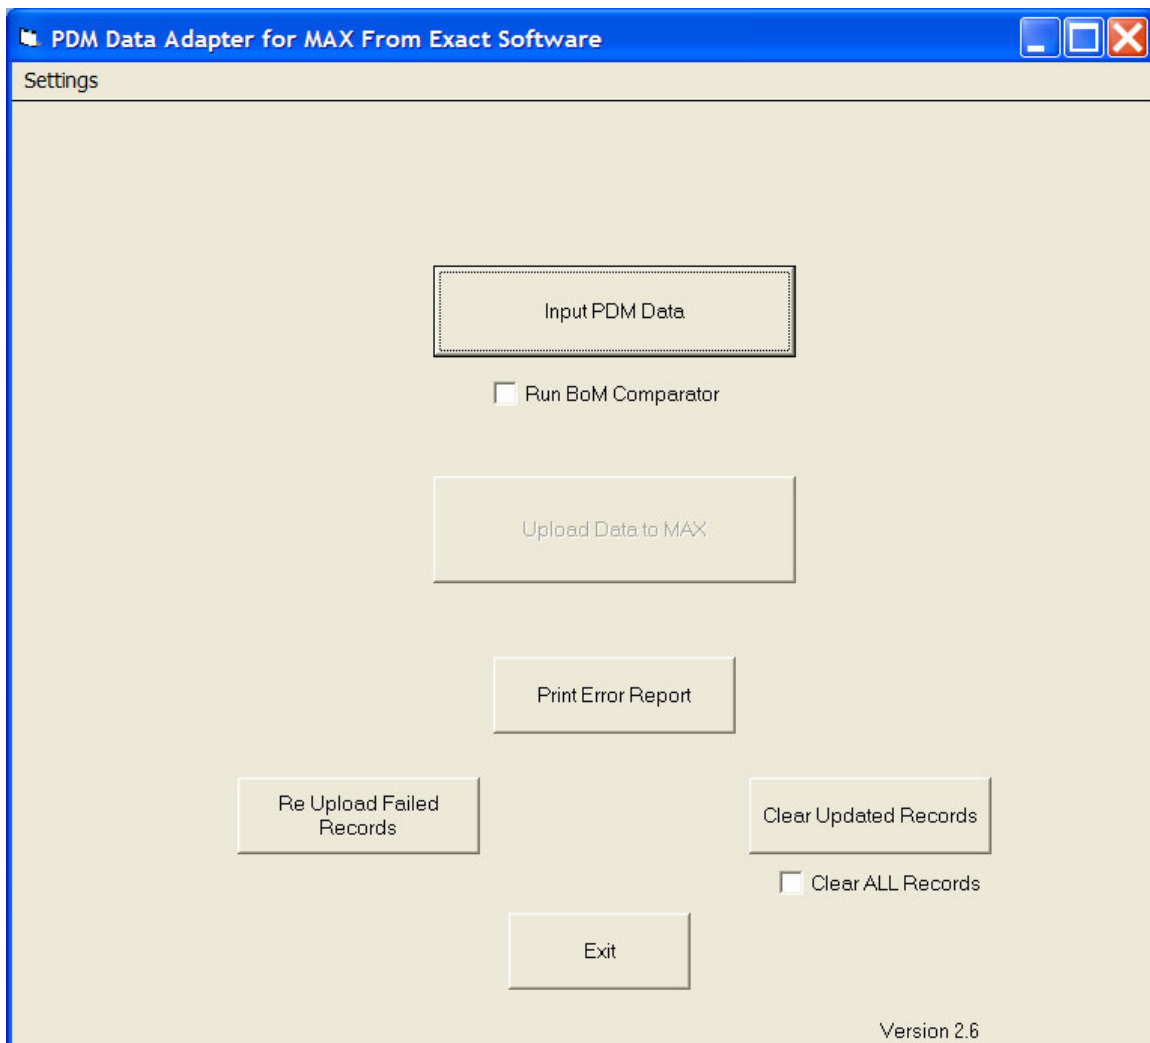 PDM Data Adapter for MAX From Exact Software
Settings
Input PDM Data
Run BoM Comparator
Upload Data to MAX
Print Error Report
Re Upload Failed
Records
Clear Updated Records
Clear ALL Records
Exit
Version 2.6